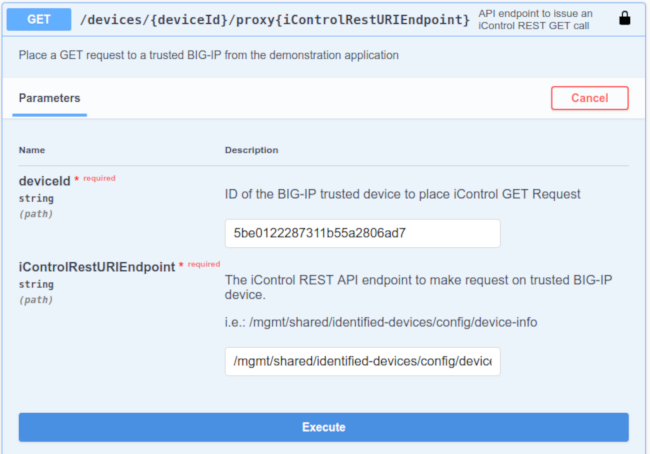 GET /devices/{deviceId}/proxy{iControlRestURIEndpoint} API endpoint to issue an
iControl REST GET call
Place a GET request to a trusted BIG-IP from the demonstration application
Parameters
Cancel
Name Description
deviceId * required
string
(path)
ID of the BIG-IP trusted device to place iControl GET Request
5be0122287311b55a2806ad7
iControlRestURIEndpoint * required
string
(path)
The iControl REST API endpoint to make request on trusted BIG-IP
device.
i.e.: /mgmt/shared/identified-devices/config/device-info
/mgmt/shared/identified-devices/config/device
Execute